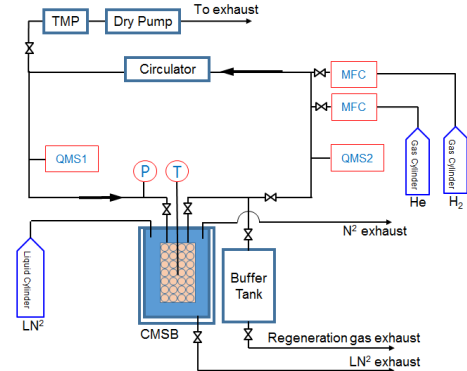 To exhaust
TMP
Dry Pump
Circulator
MFC
MFC
QMS1
P
T
QMS2
Gas Cylinder
Gas Cylinder
He
H2
Liquid Cylinder
LN2
N2 exhaust
Buffer
Tank
CMSB
Regeneration gas exhaust
LN2 exhaust